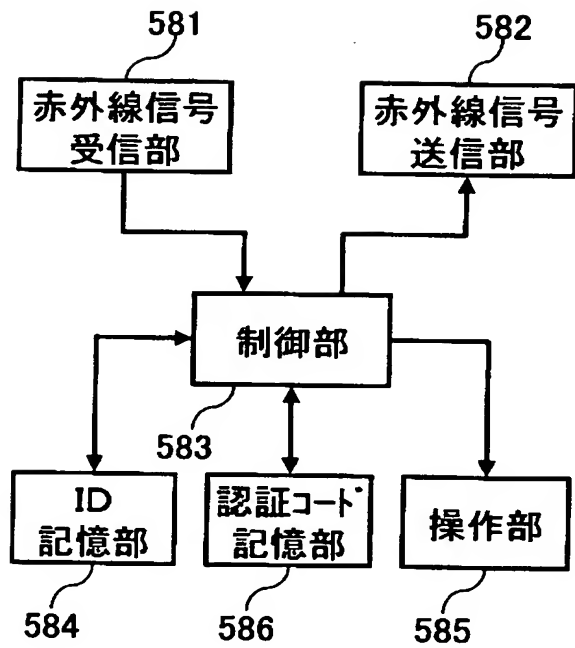 581
582
赤外線信号
受信部
赤外線信号
送信部
制御部
583
ID
記憶部
認証コード
記憶部
操作部
584
586
585